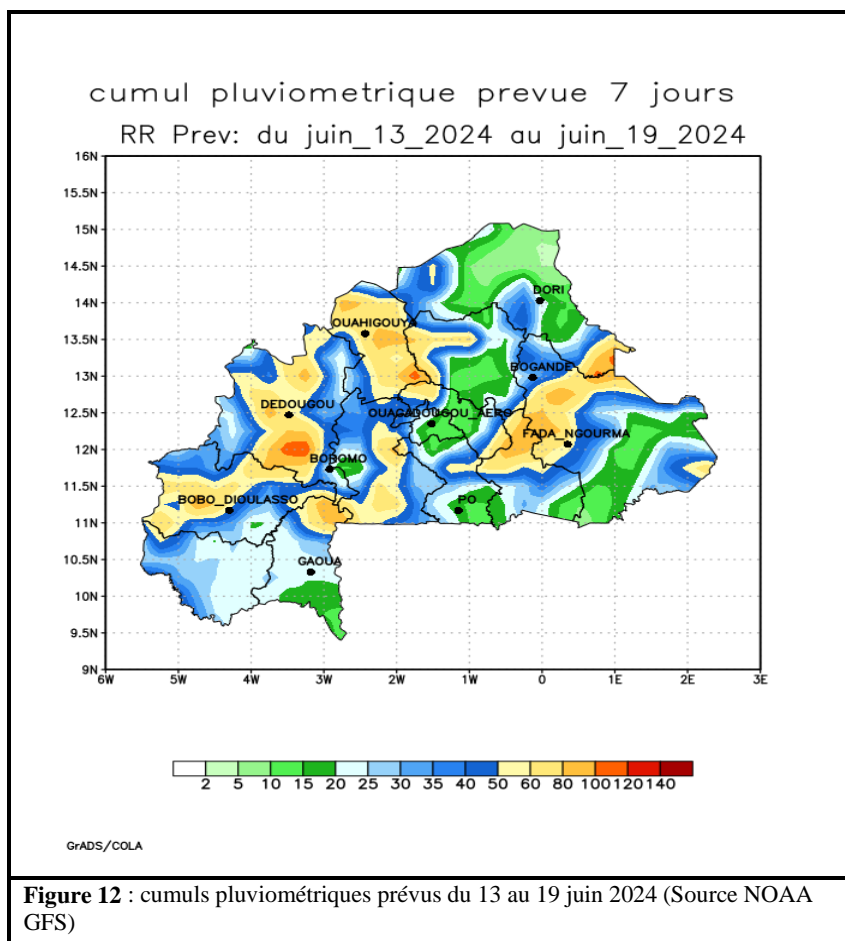 cumul pluviometrique prevue 7 jours
RR Prev: du juin_13_2024 au juin_19_2024
16N
15.5N
15N
14.5N
14N
13.5N
13N
12.5N
12N
11.5N
11N
10.5N
10N
9.5N
9N
DORI
OUAHIGOUYA
BOGANDE
DEDOUGOU
OUAGADOUGOU_AERO
FADA_NGOURMA
BOROMO
BOBO_DIOULASSO
PO
GAOUA
6W 5W 4W 3W 2W 1W 0 1E 2E 3E
2 5 10 15 20 25 30 35 40 50 60 80 100 120 140
GrADS/COLA
Figure 12 : cumuls pluviométriques prévus du 13 au 19 juin 2024 (Source NOAA
GFS)